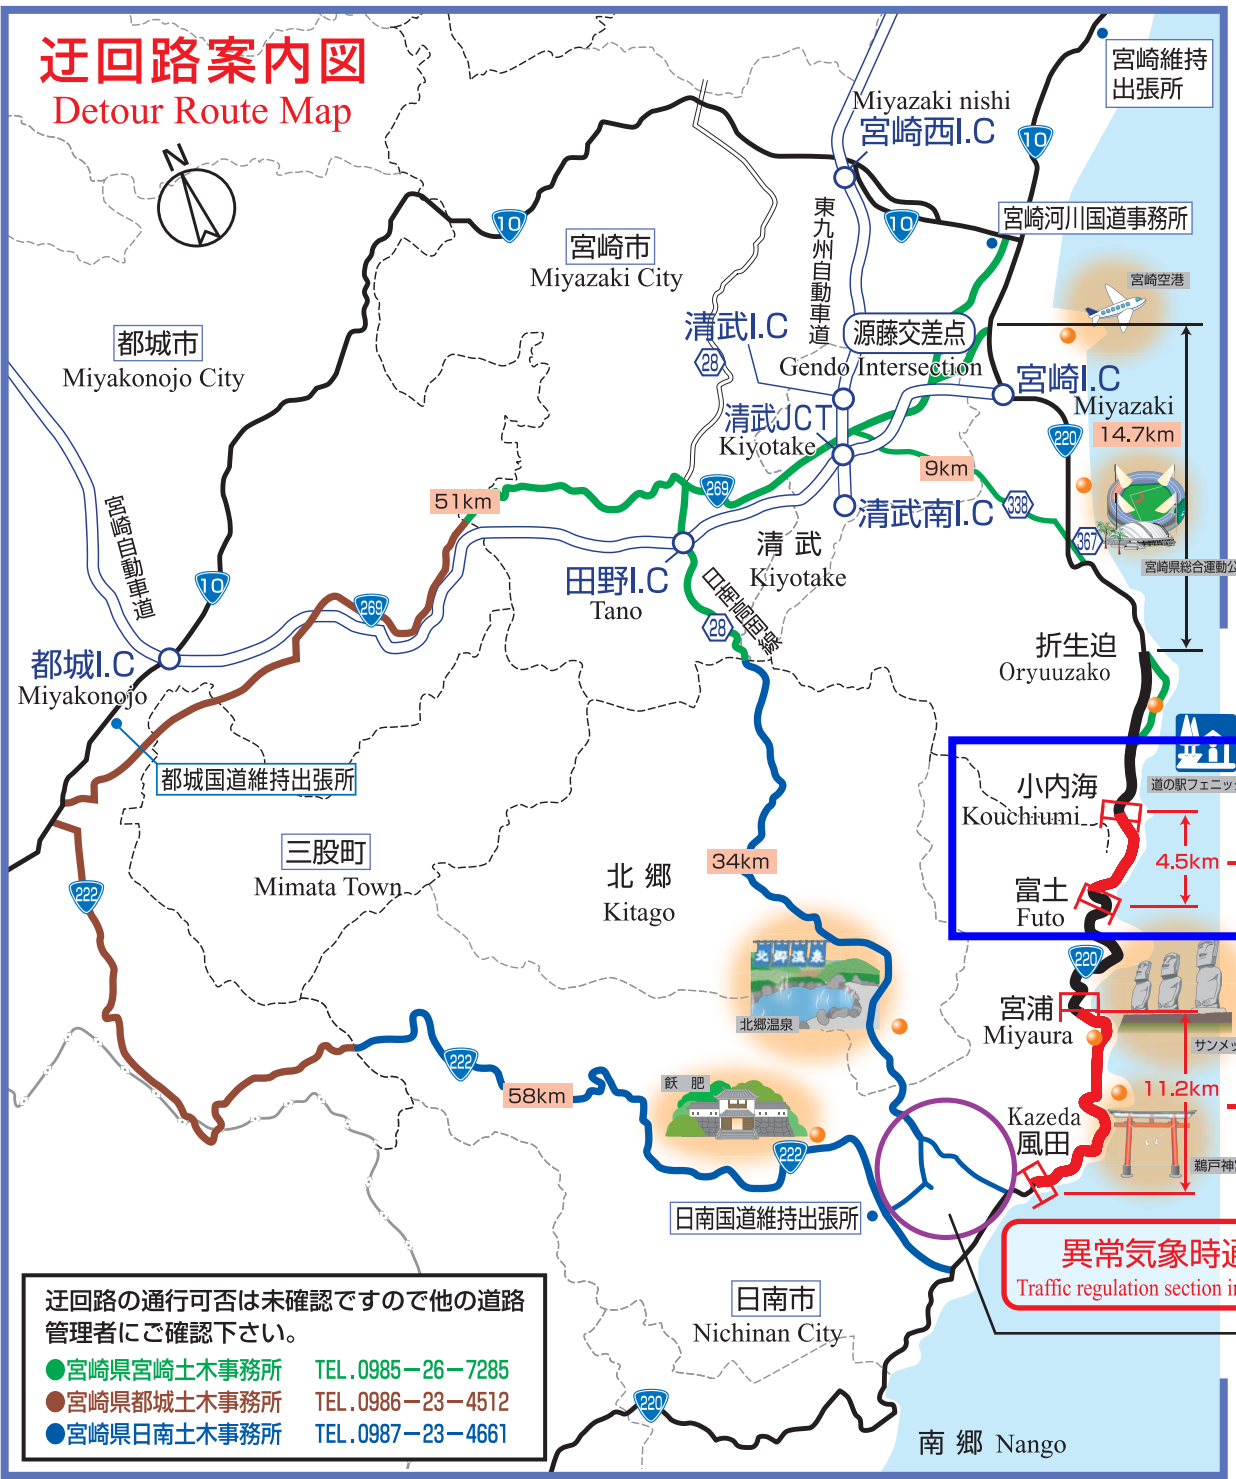 迂回路案内図
Detour Route Map
N
宮崎維持
出張所
Miyazaki nishi
宮崎西I.C
10
10
10
宮崎河川国道事務所
東九州自動車道
宮崎市
Miyazaki City
宮崎空港
都城市
Miyakonojo City
清武I.C
源藤交差点
Gendo Intersection
28
宮崎I.C
Miyazaki
清武JCT
Kiyotake
220
14.7km
9km
51km
269
338
清武南I.C
宮崎自動車道
367
宮崎県総合運動公
清武
Kiyotake
田野I.C
Tano
日南高岡線
28
10
269
折生迫
Oryuuzako
都城I.C
Miyakonojo
都城国道維持出張所
道の駅フェニッ
小内海
Kouchiumi
4.5km
三股町
Mimata Town
34km
北郷
Kitago
富土
Futo
222
北郷温泉
北郷温泉
220
宮浦
Miyaura
サンメッ
222
58km
飫肥
11.2km
Kazeda
風田
222
鵜戸神
日南国道維持出張所
異常気象時通
Traffic regulation section in
迂回路の通行可否は未確認ですので他の道路
管理者にご確認下さい。
●宮崎県宮崎土木事務所 TEL.0985-26-7285
●宮崎県都城土木事務所 TEL.0986-23-4512
●宮崎県日南土木事務所 TEL.0987-23-4661
日南市
Nichinan City
220
南郷 Nango